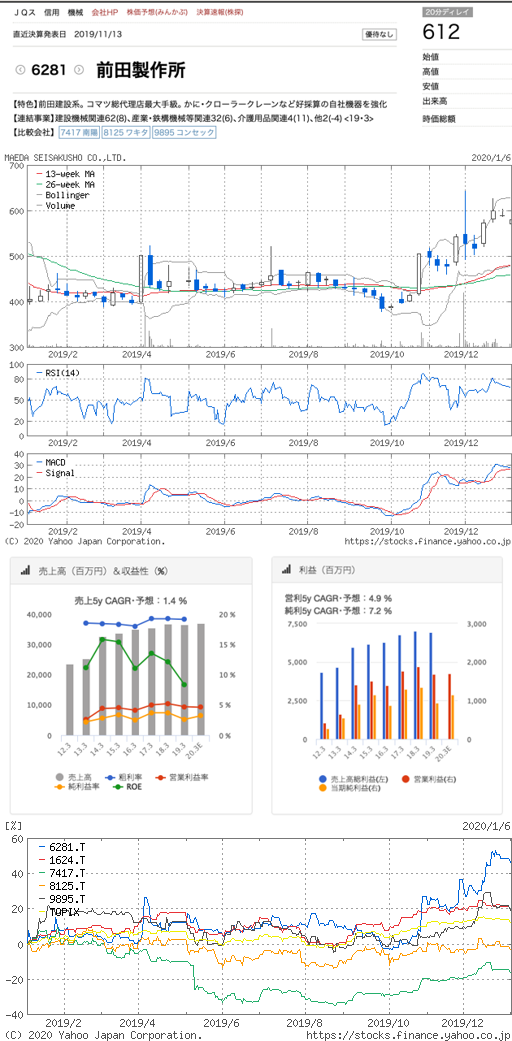 JQス 信用 機械 会社HP 株価予想(みんかぶ) 決算速報(株探)
20分ディレイ
直近決算発表日 2019/11/13
優待なし
612
6281 前田製作所
始値
高値
安値
出来高
時価総額
【特色】前田建設系。コマツ総代理店最大手級。かに・クローラークレーンなど好採算の自社機器を強化
【連結事業】建設機械関連62(8)、産業・鉄構機械等関連32(6)、介護用品関連4(11)、他2(-4) <19・3>
【比較会社】 7417 南陽 8125 ワキタ 9895 コンセック
MAEDA SEISAKUSHO CO.,LTD.
2020/1/6
13-week MA
26-week MA
Bollinger
Volume
700
600
500
400
300
2019/2 2019/4 2019/6 2019/8 2019/10 2019/12
RSI(14)
100
80
50
20
0
2019/2 2019/4 2019/6 2019/8 2019/10 2019/12
MACD
Signal
40
30
20
10
0
-10
-20
2019/2 2019/4 2019/6 2019/8 2019/10 2019/12
(C) 2020 Yahoo Japan Corporation.
https://stocks.finance.yahoo.co.jp
売上高（百万円）＆収益性（%）
売上5y CAGR・予想：1.4 %
40,000
30,000
20,000
10,000
0
20 %
15 %
10 %
5 %
0 %
12.3 13.3 14.3 15.3 16.3 17.3 18.3 19.3 20.3E
売上高 粗利率 営業利益率
純利益率 ROE
利益（百万円）
営利5y CAGR・予想：4.9 %
純利5y CAGR・予想：7.2 %
7,500
5,000
2,500
0
3,000
2,000
1,000
0
12.3 13.3 14.3 15.3 16.3 17.3 18.3 19.3 20.3E
売上高総利益(左) 営業利益(右)
当期純利益(右)
[%]
2020/1/6
6281.T
1624.T
7417.T
8125.T
9895.T
TOPIX
60
40
20
0
-20
-40
2019/2 2019/4 2019/6 2019/8 2019/10 2019/12
(C) 2020 Yahoo Japan Corporation.
https://stocks.finance.yahoo.co.jp